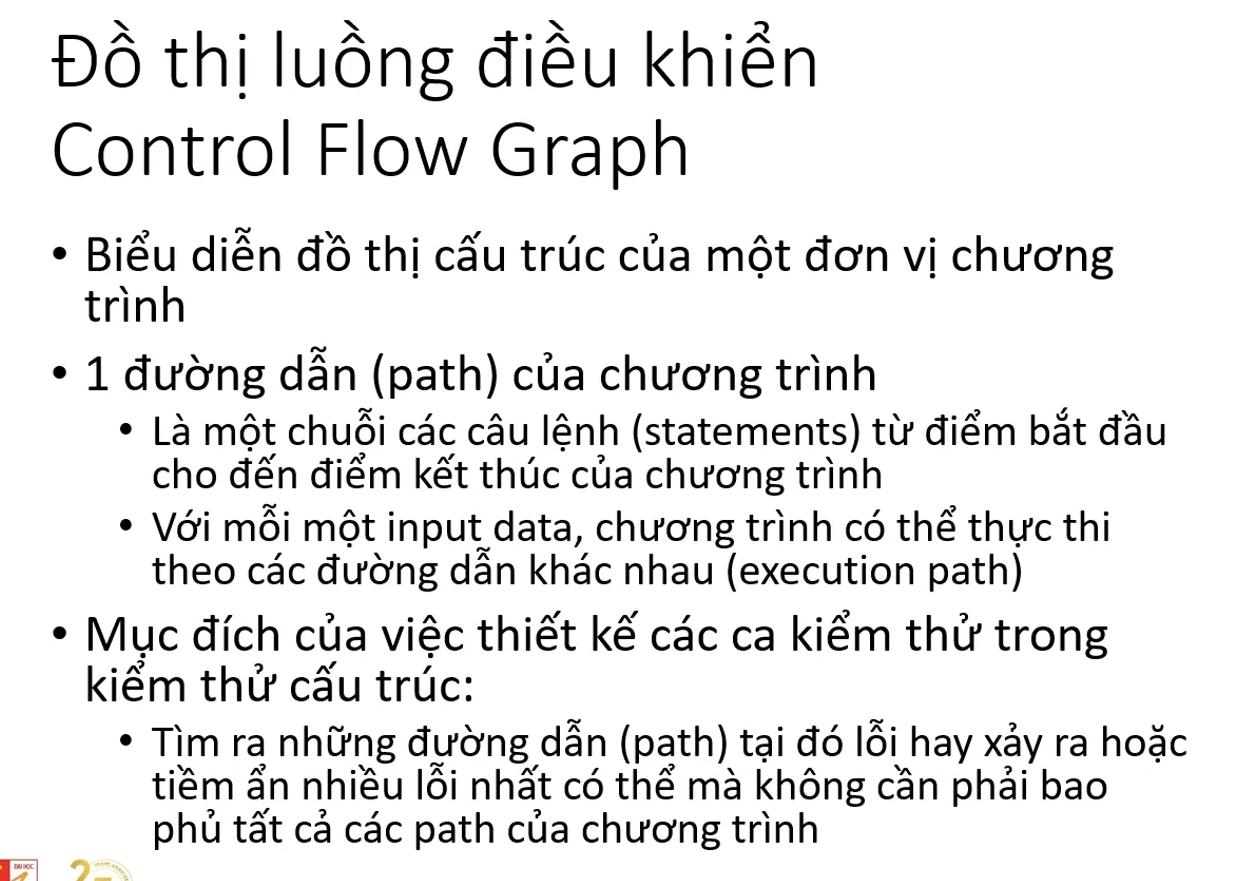 Đồ thị luồng điều khiển
Control Flow Graph
• Biểu diễn đồ thị cấu trúc của một đơn vị chương
trình
• 1 đường dẫn (path) của chương trình
• Là một chuỗi các câu lệnh (statements) từ điểm bắt đầu
cho đến điểm kết thúc của chương trình
• Với mỗi một input data, chương trình có thể thực thi
theo các đường dẫn khác nhau (execution path)
• Mục đích của việc thiết kế các ca kiểm thử trong
kiểm thử cấu trúc:
• Tìm ra những đường dẫn (path) tại đó lỗi hay xảy ra hoặc
tiềm ẩn nhiều lỗi nhất có thể mà không cần phải bao
phủ tất cả các path của chương trình
ĐẠI HỌC